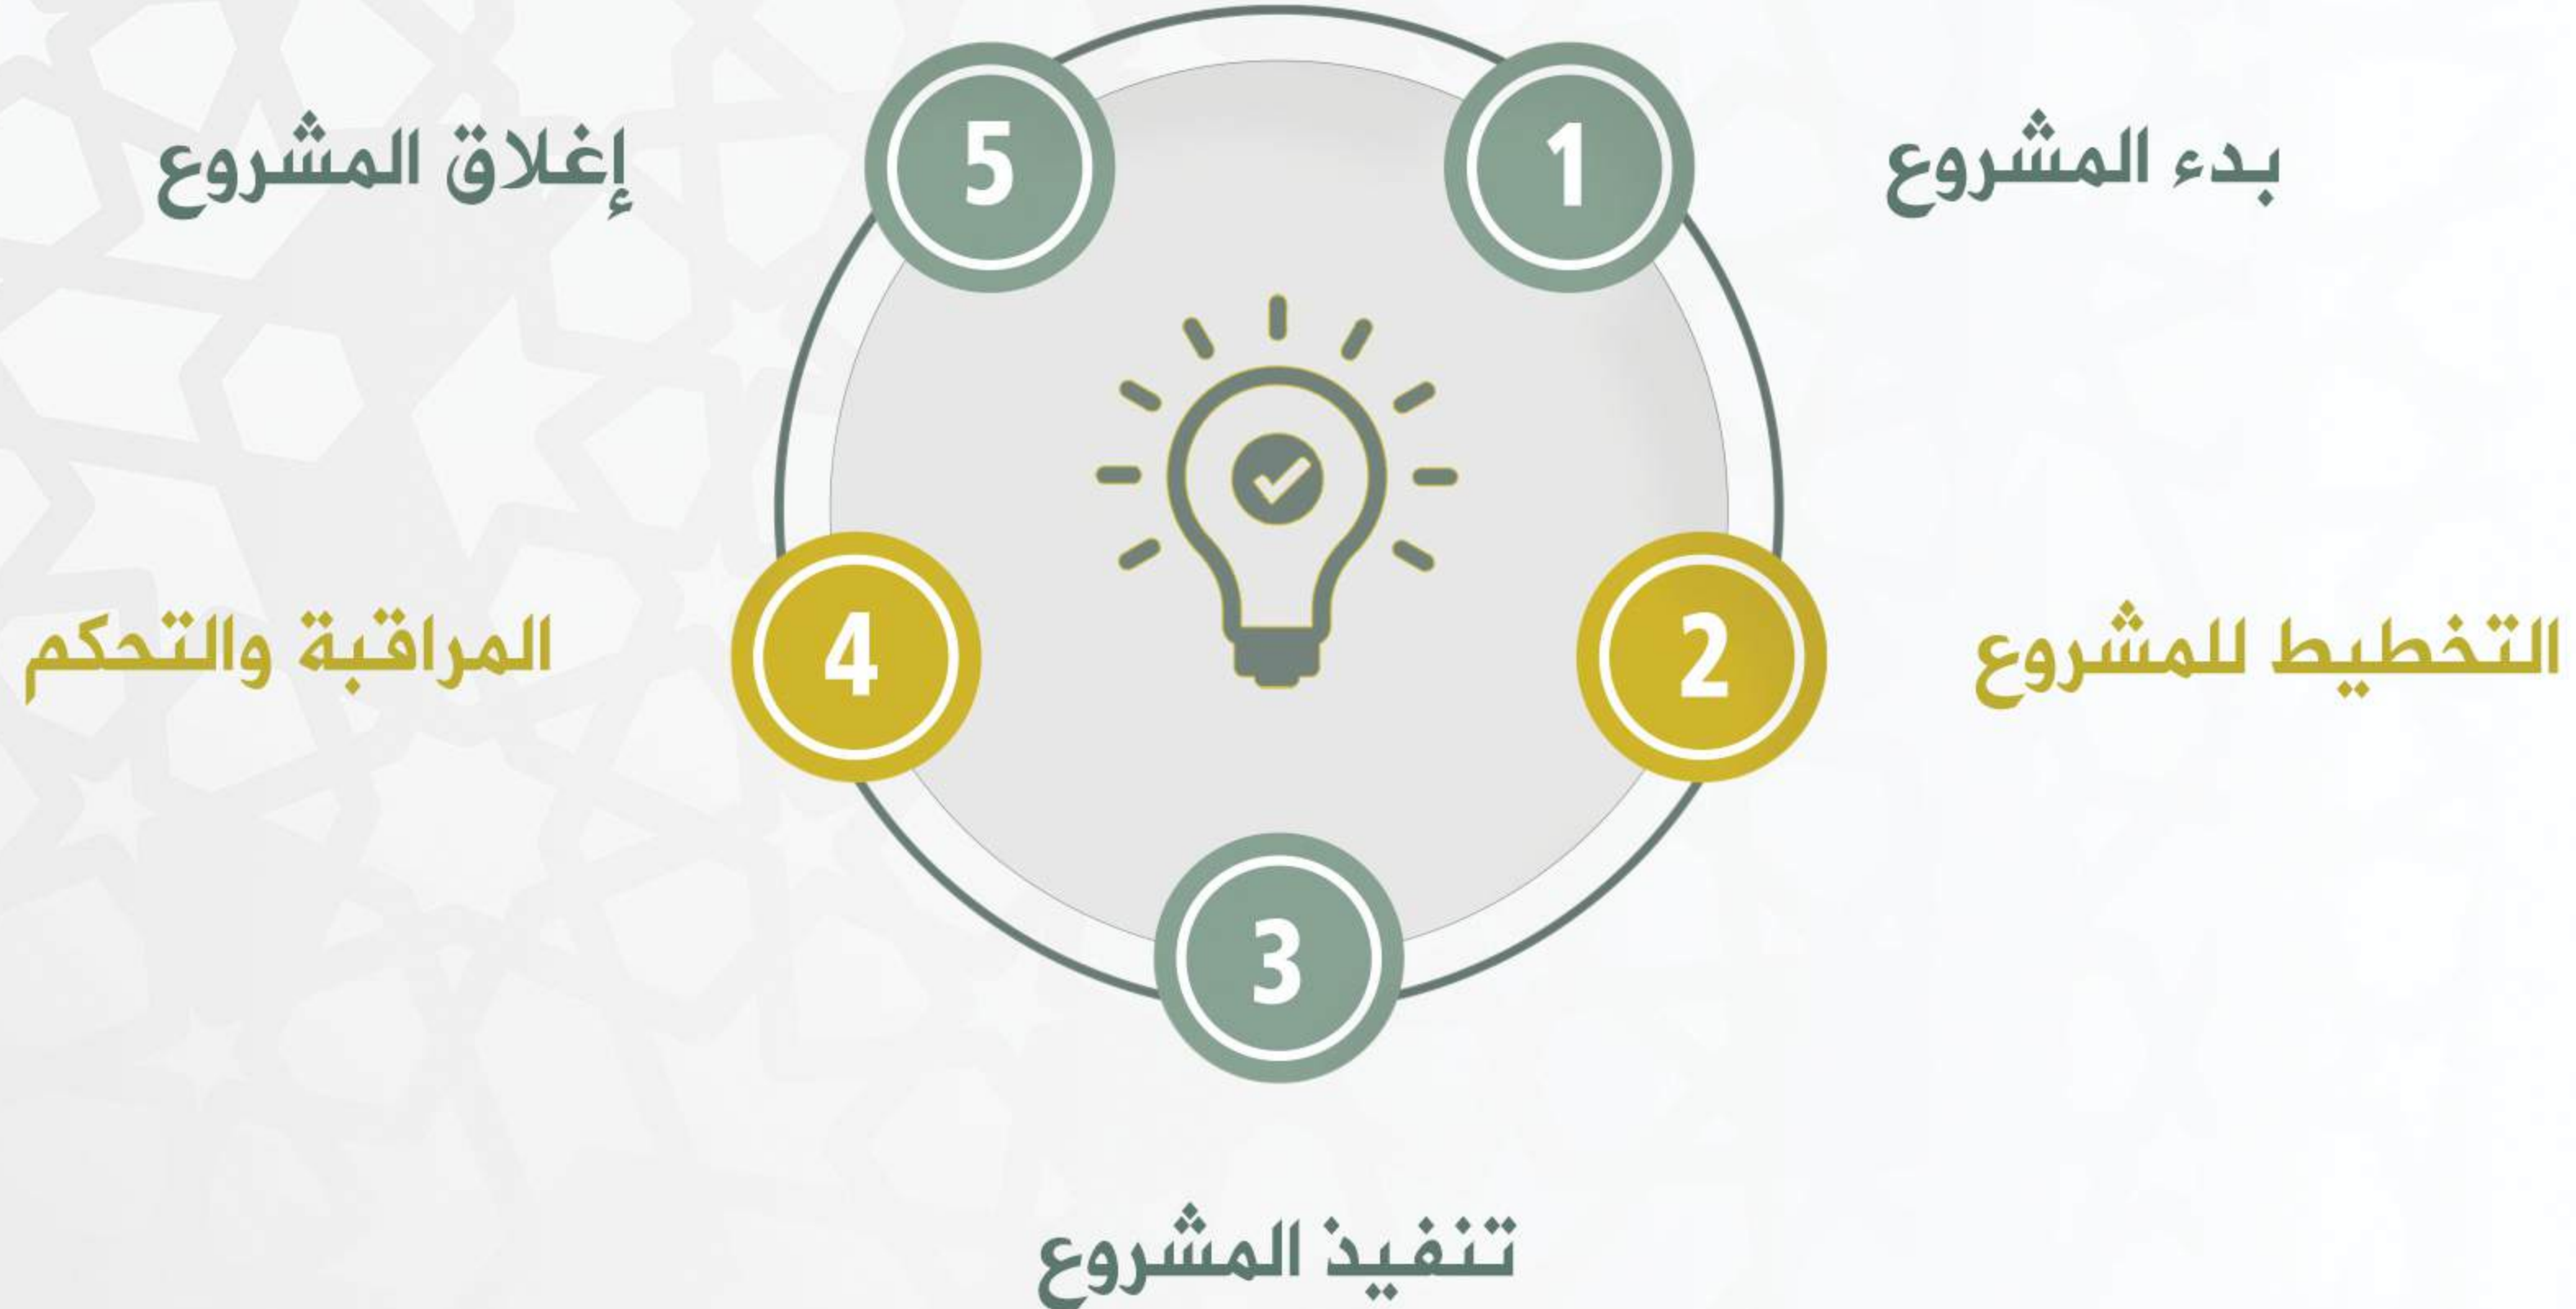 1
بدء المشروع
2
التخطيط للمشروع
3
تنفيذ المشروع
4
المراقبة والتحكم
5
إغلاق المشروع